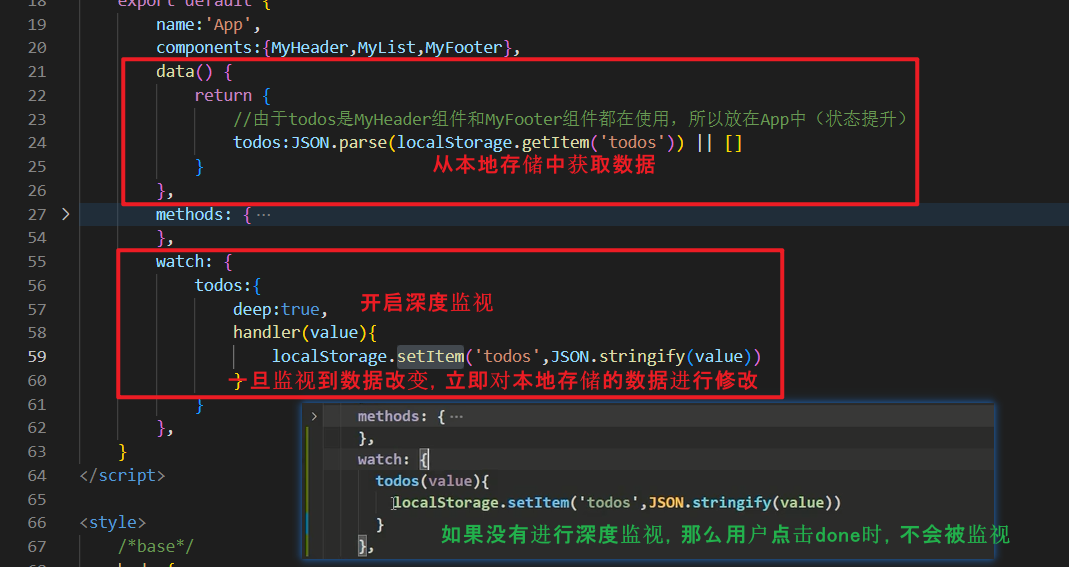 18 export default {
19 name:'App',
20 components:{MyHeader,MyList,MyFooter},
21 data() {
22 return {
23 //由于todos是MyHeader组件和MyFooter组件都在使用，所以放在App中（状态提升）
24 todos:JSON.parse(localStorage.getItem('todos')) || []
25 }
从本地存储中获取数据
26 },
27 > methods: { ···
54 },
55 watch: {
56 todos:{
57 deep:true,
开启深度监视
58 handler(value){
59 localStorage.setItem('todos',JSON.stringify(value))
60 }
一旦监视到数据改变, 立即对本地存储的数据进行修改
61 }
62 },
63 }
64 </script>
65
66 <style>
67 /*base*/
> methods: { ···
},
watch: {
todos(value){
localStorage.setItem('todos',JSON.stringify(value))
}
},
如果没有进行深度监视, 那么用户点击done时, 不会被监视